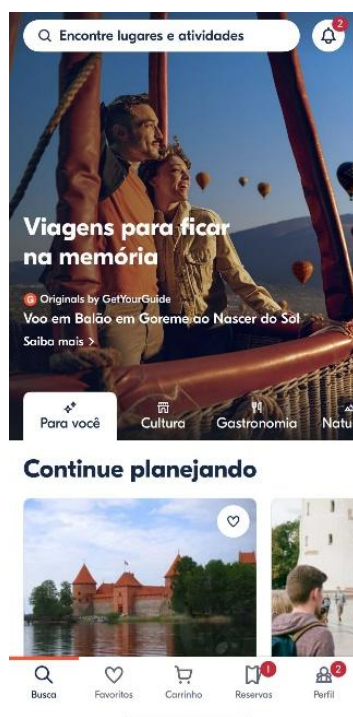 Encontre lugares e atividades
2
Viagens para ficar
na memória
G Originals by GetYourGuide
Voo em Balão em Goreme ao Nascer do Sol
Saiba mais >
Para você
Cultura
Gastronomia
Natu
Continue planejando
Busca
Favoritos
Carrinho
1
Reservas
2
Perfil